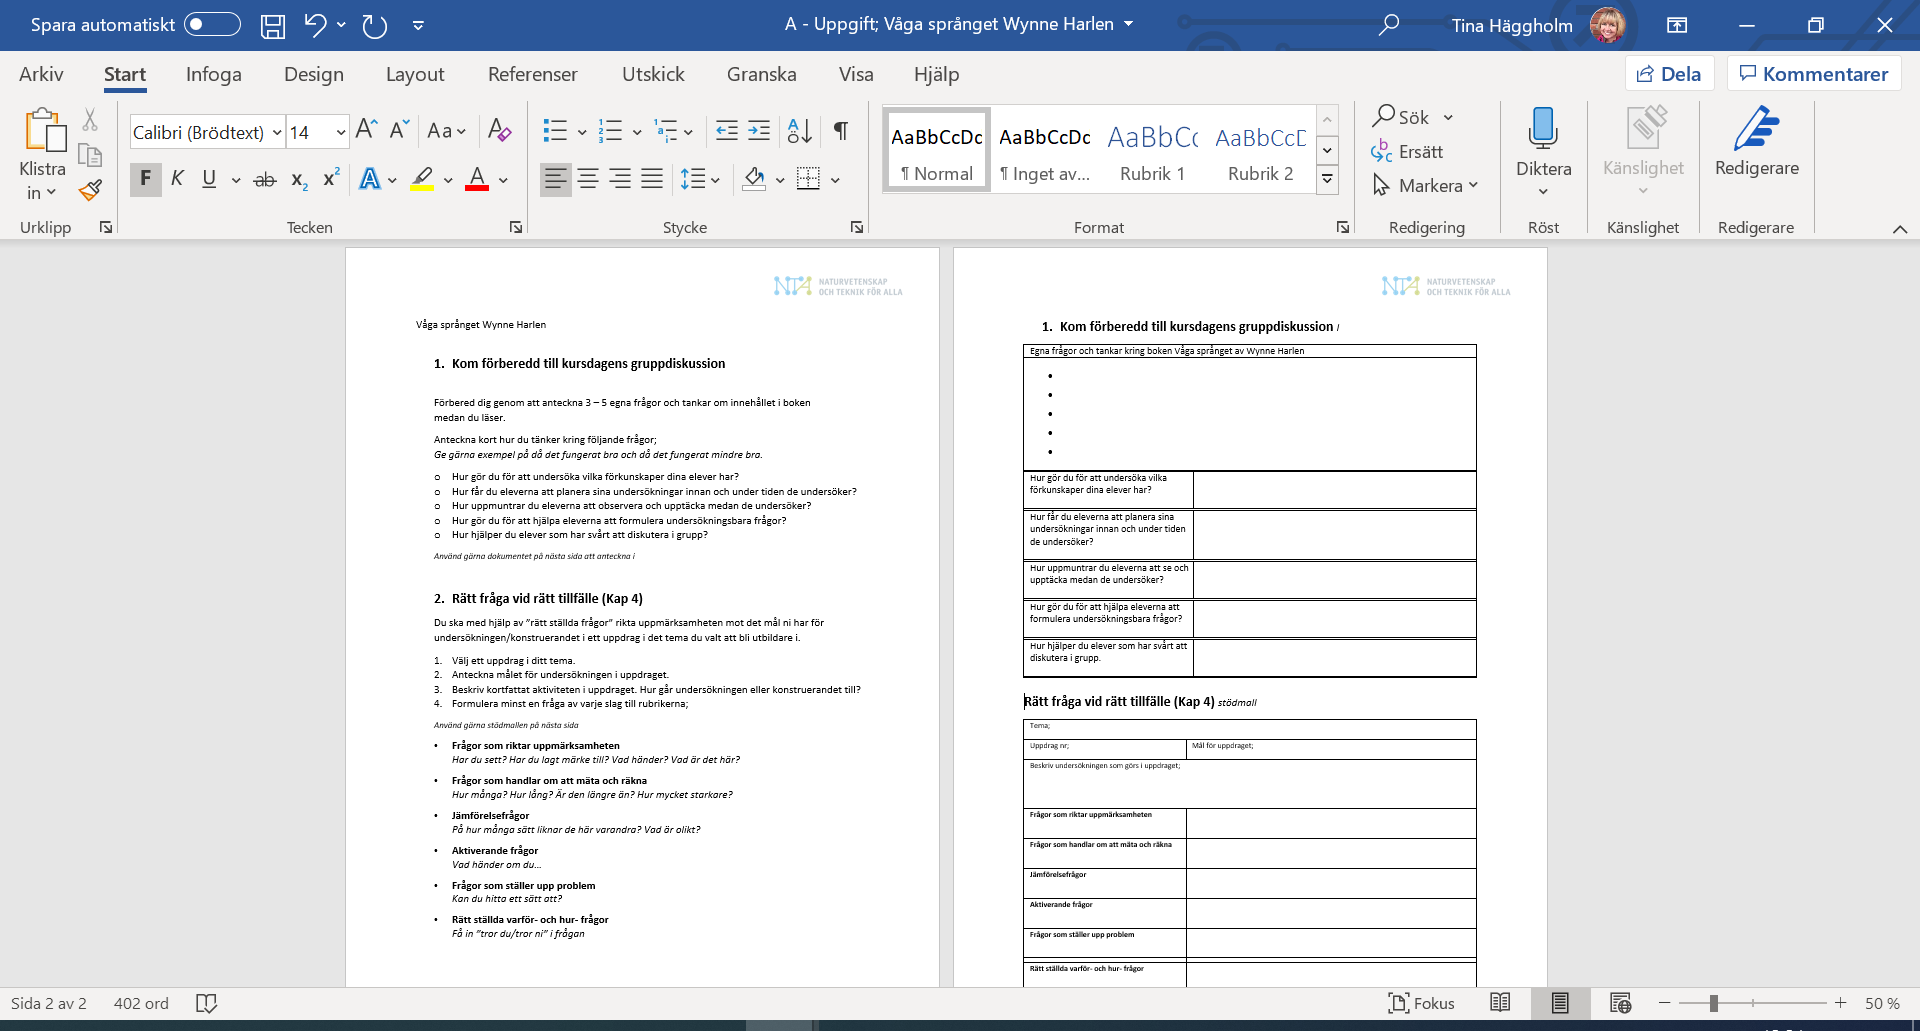 Spara automatiskt
A - Uppgift; Våga språnget Wynne Harlen
Tina Häggholm
Arkiv Start Infoga Design Layout Referenser Utskick Granska Visa Hjälp
Dela Kommentarer
Klistra in
Calibri (Brödtext) 14
AaBbCcDc AaBbCcDc AaBbCc AaBbCcD
¶ Normal ¶ Inget av... Rubrik 1 Rubrik 2
Sök
Ersätt
Markera
Diktera
Känslighet
Redigerare
Urklipp Tecken Stycke Format Redigering Röst Känslighet Redigerare
NTA NATURVETENSKAP
OCH TEKNIK FÖR ALLA
Våga språnget Wynne Harlen
1. Kom förberedd till kursdagens gruppdiskussion
Förbered dig genom att anteckna 3 – 5 egna frågor och tankar om innehållet i boken
medan du läser.
Anteckna kort hur du tänker kring följande frågor;
Ge gärna exempel på då det fungerat bra och då det fungerat mindre bra.
o Hur gör du för att undersöka vilka förkunskaper dina elever har?
o Hur får du eleverna att planera sina undersökningar innan och under tiden de undersöker?
o Hur uppmuntrar du eleverna att observera och upptäcka medan de undersöker?
o Hur gör du för att hjälpa eleverna att formulera undersökningsbara frågor?
o Hur hjälper du elever som har svårt att diskutera i grupp?
Använd gärna dokumentet på nästa sida att anteckna i
2. Rätt fråga vid rätt tillfälle (Kap 4)
Du ska med hjälp av ”rätt ställda frågor” rikta uppmärksamheten mot det mål ni har för
undersökningen/konstruerandet i ett uppdrag i det tema du valt att bli utbildare i.
1. Välj ett uppdrag i ditt tema.
2. Anteckna målet för undersökningen i uppdraget.
3. Beskriv kortfattat aktiviteten i uppdraget. Hur går undersökningen eller konstruerandet till?
4. Formulera minst en fråga av varje slag till rubrikerna;
Använd gärna stödmallen på nästa sida
• Frågor som riktar uppmärksamheten
Har du sett? Har du lagt märke till? Vad händer? Vad är det här?
• Frågor som handlar om att mäta och räkna
Hur många? Hur lång? Är den längre än? Hur mycket starkare?
• Jämförelsefrågor
På hur många sätt liknar de här varandra? Vad är olikt?
• Aktiverande frågor
Vad händer om du...
• Frågor som ställer upp problem
Kan du hitta ett sätt att?
• Rätt ställda varför- och hur- frågor
Få in ”tror du/tror ni” i frågan
NTA NATURVETENSKAP
OCH TEKNIK FÖR ALLA
1. Kom förberedd till kursdagens gruppdiskussion /
Egna frågor och tankar kring boken Våga språnget av Wynne Harlen
•
•
•
•
•
Hur gör du för att undersöka vilka
förkunskaper dina elever har?
Hur får du eleverna att planera sina
undersökningar innan och under tiden
de undersöker?
Hur uppmuntrar du eleverna att se och
upptäcka medan de undersöker?
Hur gör du för att hjälpa eleverna att
formulera undersökningsbara frågor?
Hur hjälper du elever som har svårt att
diskutera i grupp.
Rätt fråga vid rätt tillfälle (Kap 4) stödmall
Tema;
Uppdrag nr; Mål för uppdraget;
Beskriv undersökningen som görs i uppdraget;
Frågor som riktar uppmärksamheten
Frågor som handlar om att mäta och räkna
Jämförelsefrågor
Aktiverande frågor
Frågor som ställer upp problem
Rätt ställda varför- och hur- frågor
Sida 2 av 2 402 ord
Fokus
50 %